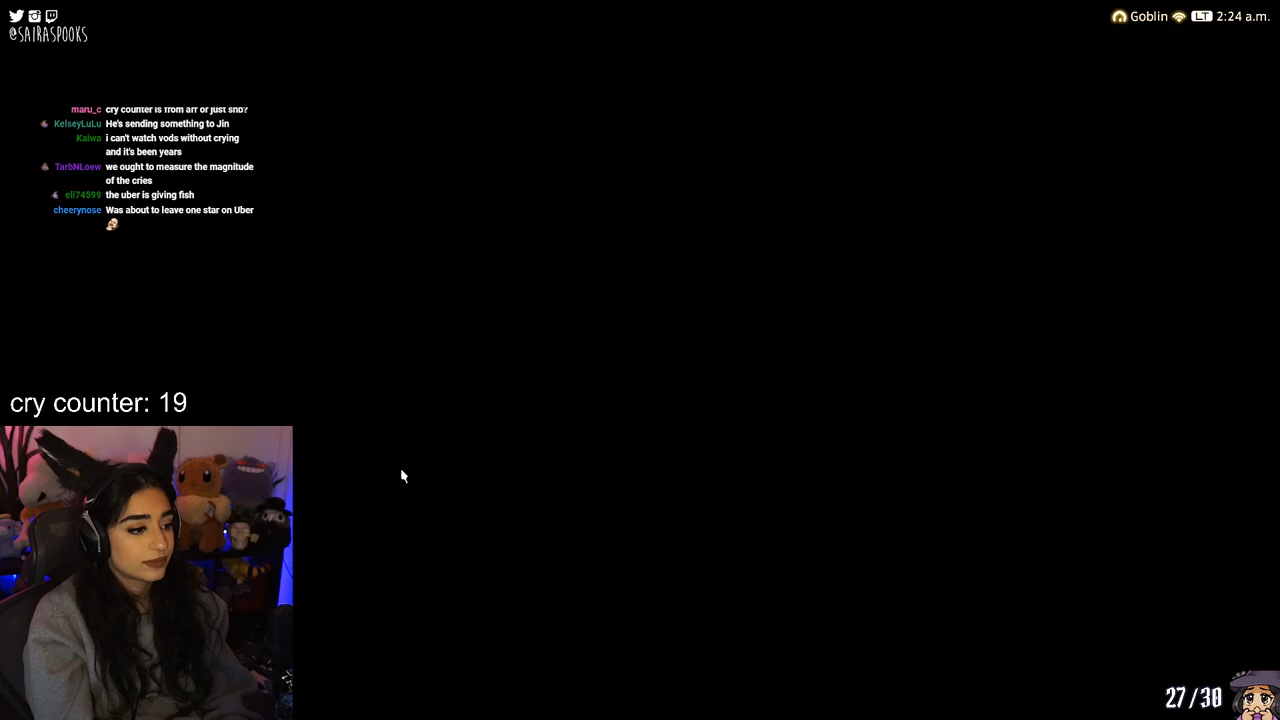 @SAIRASPOOKS
Goblin LT 2:24 a.m.
maru_c cry counter is from arr or just snb?
KelseyLuLu He's sending something to Jin
Kaiwa i can't watch vods without crying
and it's been years
TarbNLoew we ought to measure the magnitude
of the cries
eli74599 the uber is giving fish
cheerynose Was about to leave one star on Uber
cry counter: 19
27/30